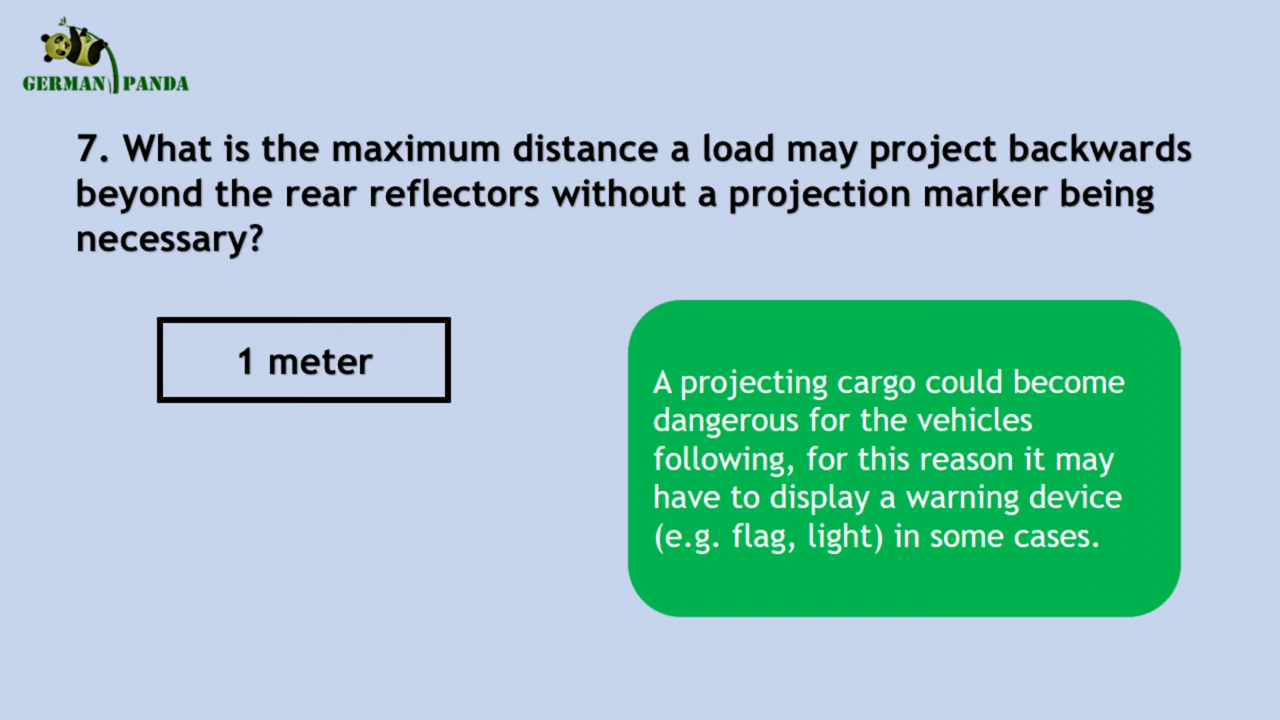 GERMAN PANDA
7. What is the maximum distance a load may project backwards
beyond the rear reflectors without a projection marker being
necessary?
1 meter
A projecting cargo could become
dangerous for the vehicles
following, for this reason it may
have to display a warning device
(e.g. flag, light) in some cases.